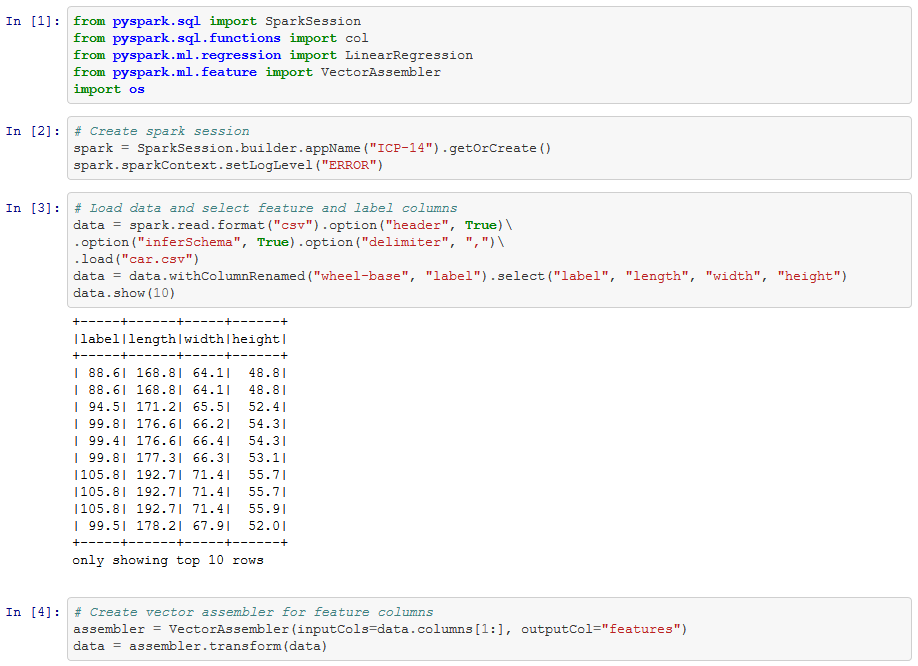 In [1]: from pyspark.sql import SparkSession
from pyspark.sql.functions import col
from pyspark.ml.regression import LinearRegression
from pyspark.ml.feature import VectorAssembler
import os
In [2]: # Create spark session
spark = SparkSession.builder.appName("ICP-14").getOrCreate()
spark.sparkContext.setLogLevel("ERROR")
In [3]: # Load data and select feature and label columns
data = spark.read.format("csv").option("header", True)\
.option("inferSchema", True).option("delimiter", ",")\
.load("car.csv")
data = data.withColumnRenamed("wheel-base", "label").select("label", "length", "width", "height")
data.show(10)
+-----+------+-----+------+
|label|length|width|height|
+-----+------+-----+------+
| 88.6| 168.8| 64.1|  48.8|
| 88.6| 168.8| 64.1|  48.8|
| 94.5| 171.2| 65.5|  52.4|
| 99.8| 176.6| 66.2|  54.3|
| 99.4| 176.6| 66.4|  54.3|
| 99.8| 177.3| 66.3|  53.1|
|105.8| 192.7| 71.4|  55.7|
|105.8| 192.7| 71.4|  55.7|
|105.8| 192.7| 71.4|  55.9|
| 99.5| 178.2| 67.9|  52.0|
+-----+------+-----+------+
only showing top 10 rows
In [4]: # Create vector assembler for feature columns
assembler = VectorAssembler(inputCols=data.columns[1:], outputCol="features")
data = assembler.transform(data)